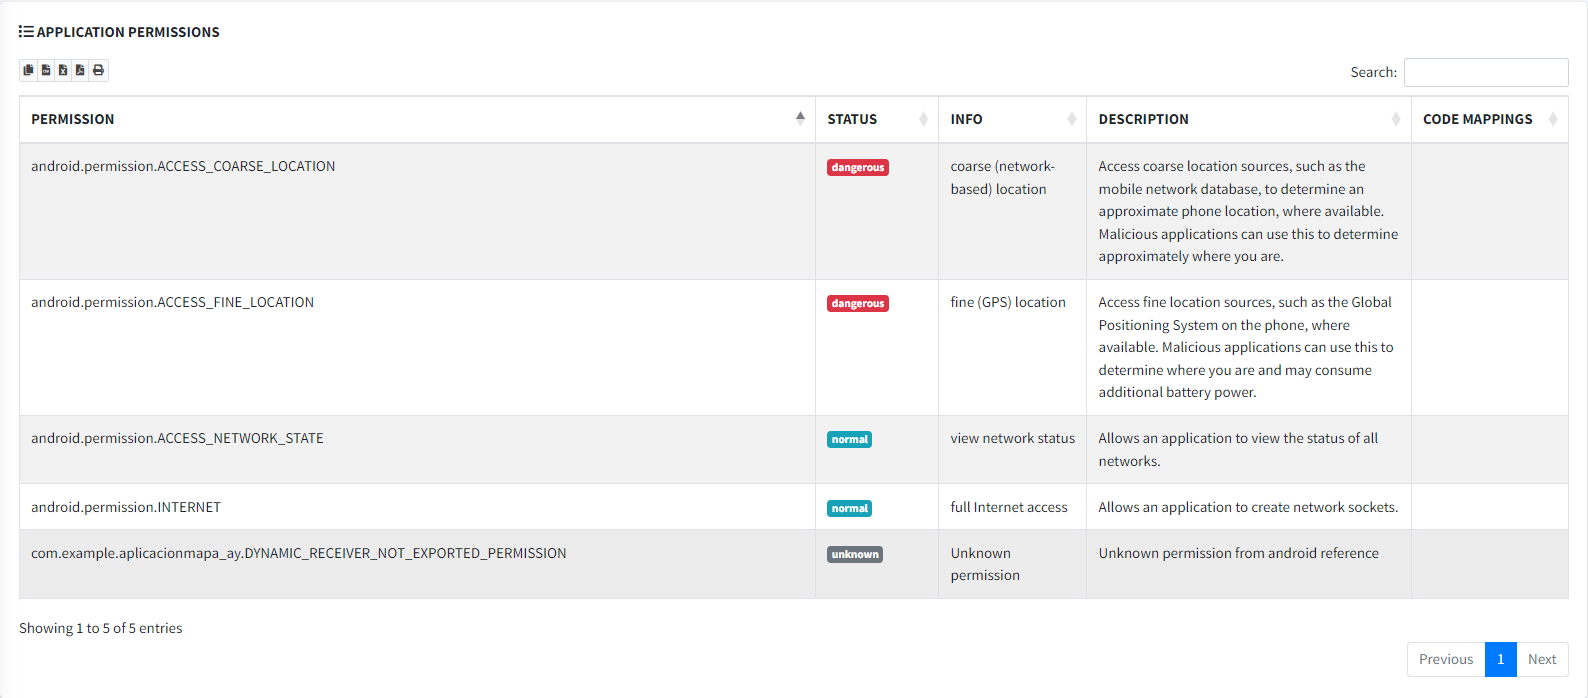 APPLICATION PERMISSIONS
Search:
PERMISSION STATUS INFO DESCRIPTION CODE MAPPINGS
android.permission.ACCESS_COARSE_LOCATION
dangerous
coarse (network-
based) location
Access coarse location sources, such as the
mobile network database, to determine an
approximate phone location, where available.
Malicious applications can use this to determine
approximately where you are.
android.permission.ACCESS_FINE_LOCATION
dangerous
fine (GPS) location
Access fine location sources, such as the Global
Positioning System on the phone, where
available. Malicious applications can use this to
determine where you are and may consume
additional battery power.
android.permission.ACCESS_NETWORK_STATE
normal
view network status
Allows an application to view the status of all
networks.
android.permission.INTERNET
normal
full Internet access
Allows an application to create network sockets.
com.example.aplicacionmapa_ay.DYNAMIC_RECEIVER_NOT_EXPORTED_PERMISSION
unknown
Unknown
permission
Unknown permission from android reference
Showing 1 to 5 of 5 entries
Previous 1 Next